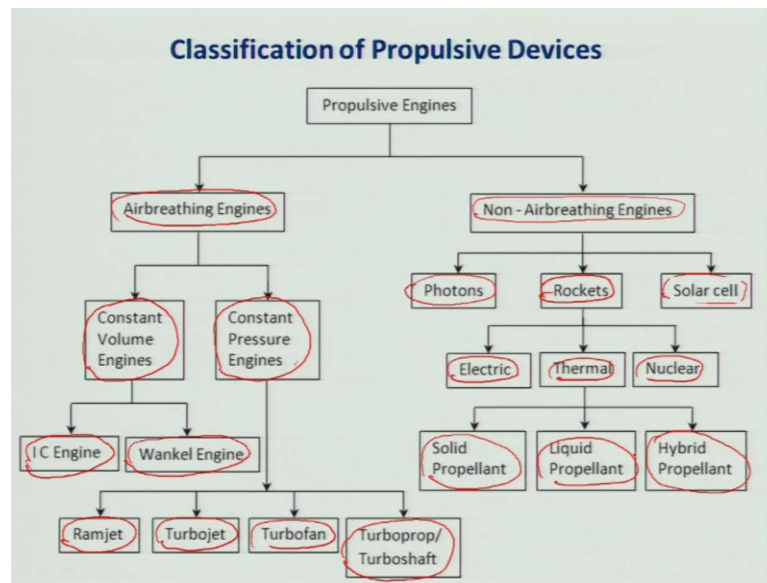 Classification of Propulsive Devices
Propulsive Engines
Airbreathing Engines
Non - Airbreathing Engines
Photons
Rockets
Solar cell
Constant
Volume
Engines
Constant
Pressure
Engines
Electric
Thermal
Nuclear
I C Engine
Wankel Engine
Solid
Propellant
Liquid
Propellant
Hybrid
Propellant
Ramjet
Turbojet
Turbofan
Turboprop/
Turboshaft